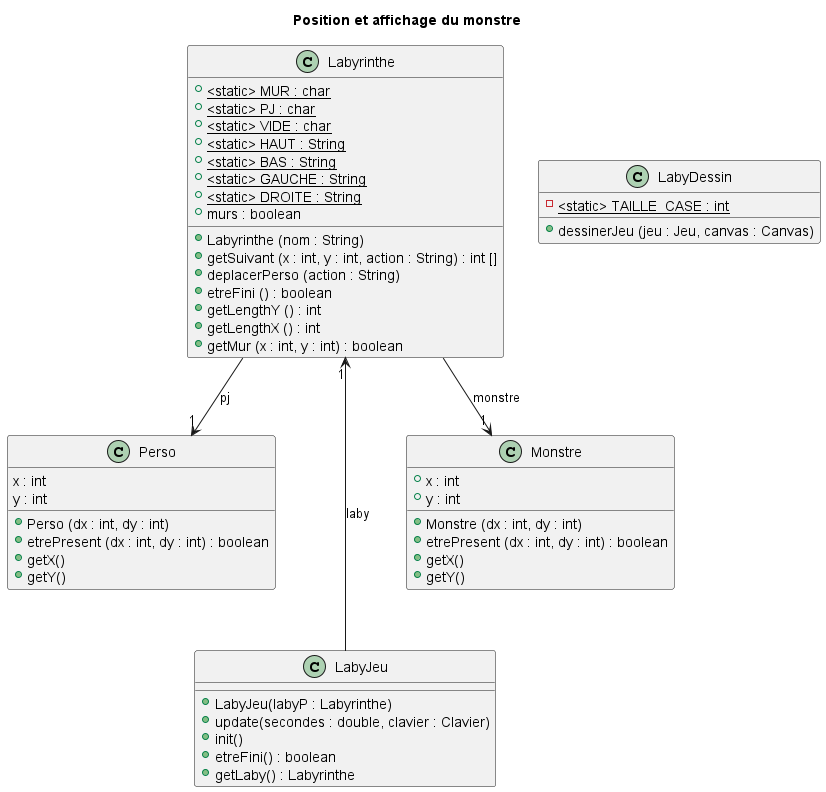 Position et affichage du monstre
C Labyrinthe
<static> MUR : char
<static> PJ : char
<static> VIDE : char
<static> HAUT : String
<static> BAS : String
<static> GAUCHE : String
<static> DROITE : String
murs : boolean
Labyrinthe (nom : String)
getSuivant (x : int, y : int, action : String) : int []
deplacerPerso (action : String)
etreFini () : boolean
getLengthY () : int
getLengthX () : int
getMur (x : int, y : int) : boolean
C LabyDessin
<static> TAILLE_CASE : int
dessinerJeu (jeu : Jeu, canvas : Canvas)
1
pj
monstre
1
1
C Perso
x : int
y : int
Perso (dx : int, dy : int)
etrePresent (dx : int, dy : int) : boolean
getX()
getY()
C Monstre
x : int
y : int
Monstre (dx : int, dy : int)
etrePresent (dx : int, dy : int) : boolean
getX()
getY()
laby
C LabyJeu
LabyJeu(labyP : Labyrinthe)
update(secondes : double, clavier : Clavier)
init()
etreFini() : boolean
getLaby() : Labyrinthe